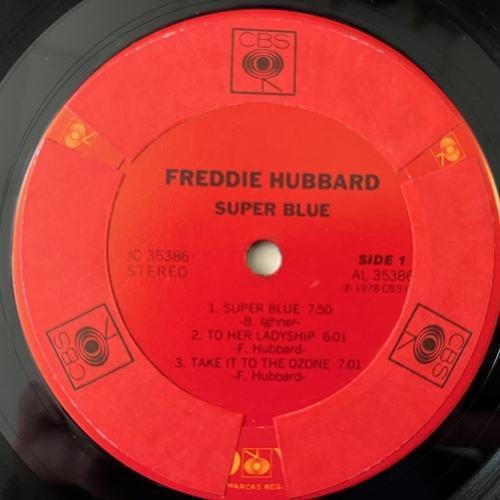 CBS
FREDDIE HUBBARD
SUPER BLUE
JC 35386
STEREO
SIDE 1
AL 35386
℗ 1978 CBS
1. SUPER BLUE 7:50
-B. Ighner-
2. TO HER LADYSHIP 6:01
-F. Hubbard-
3. TAKE IT TO THE OZONE 7:01
-F. Hubbard-
CBS
CBS
MARCAS REG.